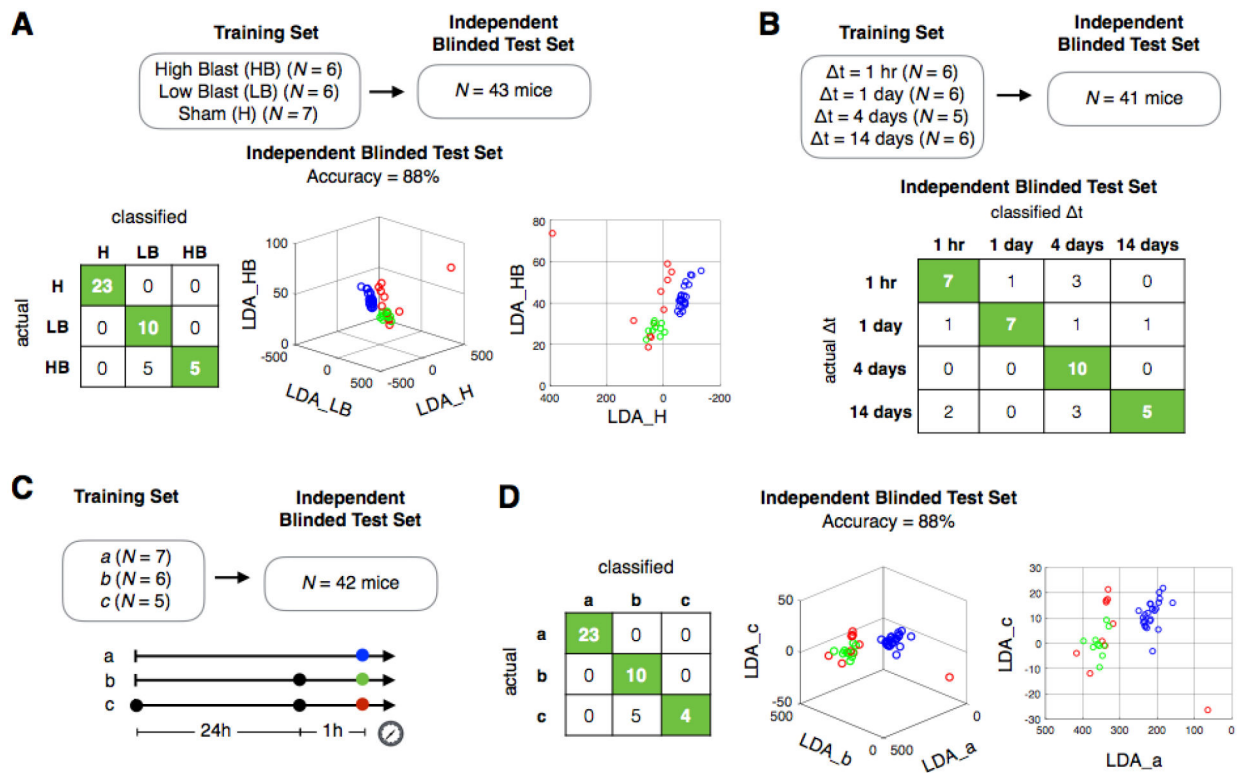 A
Training Set
High Blast (HB) (N = 6)
Low Blast (LB) (N = 6)
Sham (H) (N = 7)
Independent
Blinded Test Set
N = 43 mice
Independent Blinded Test Set
Accuracy = 88%
classified
H LB HB
actual
H 23 0 0
LB 0 10 0
HB 0 5 5
LDA_HB
100
50
0
-500
0
500
-500
0
500
LDA_LB
LDA_H
LDA_HB
80
60
40
20
0
400 200 0 -200
LDA_H
B
Training Set
Δt = 1 hr (N = 6)
Δt = 1 day (N = 6)
Δt = 4 days (N = 5)
Δt = 14 days (N = 6)
Independent
Blinded Test Set
N = 41 mice
Independent Blinded Test Set
classified Δt
1 hr 1 day 4 days 14 days
actual Δt
1 hr 7 1 3 0
1 day 1 7 1 1
4 days 0 0 10 0
14 days 2 0 3 5
C
Training Set
a (N = 7)
b (N = 6)
c (N = 5)
Independent
Blinded Test Set
N = 42 mice
a
b
c
24h 1h
D
Independent Blinded Test Set
Accuracy = 88%
classified
a b c
actual
a 23 0 0
b 0 10 0
c 0 5 4
LDA_c
50
0
-50
500
0
500
0
LDA_b
LDA_a
LDA_c
30
20
10
0
-10
-20
-30
500 400 300 200 100 0
LDA_a